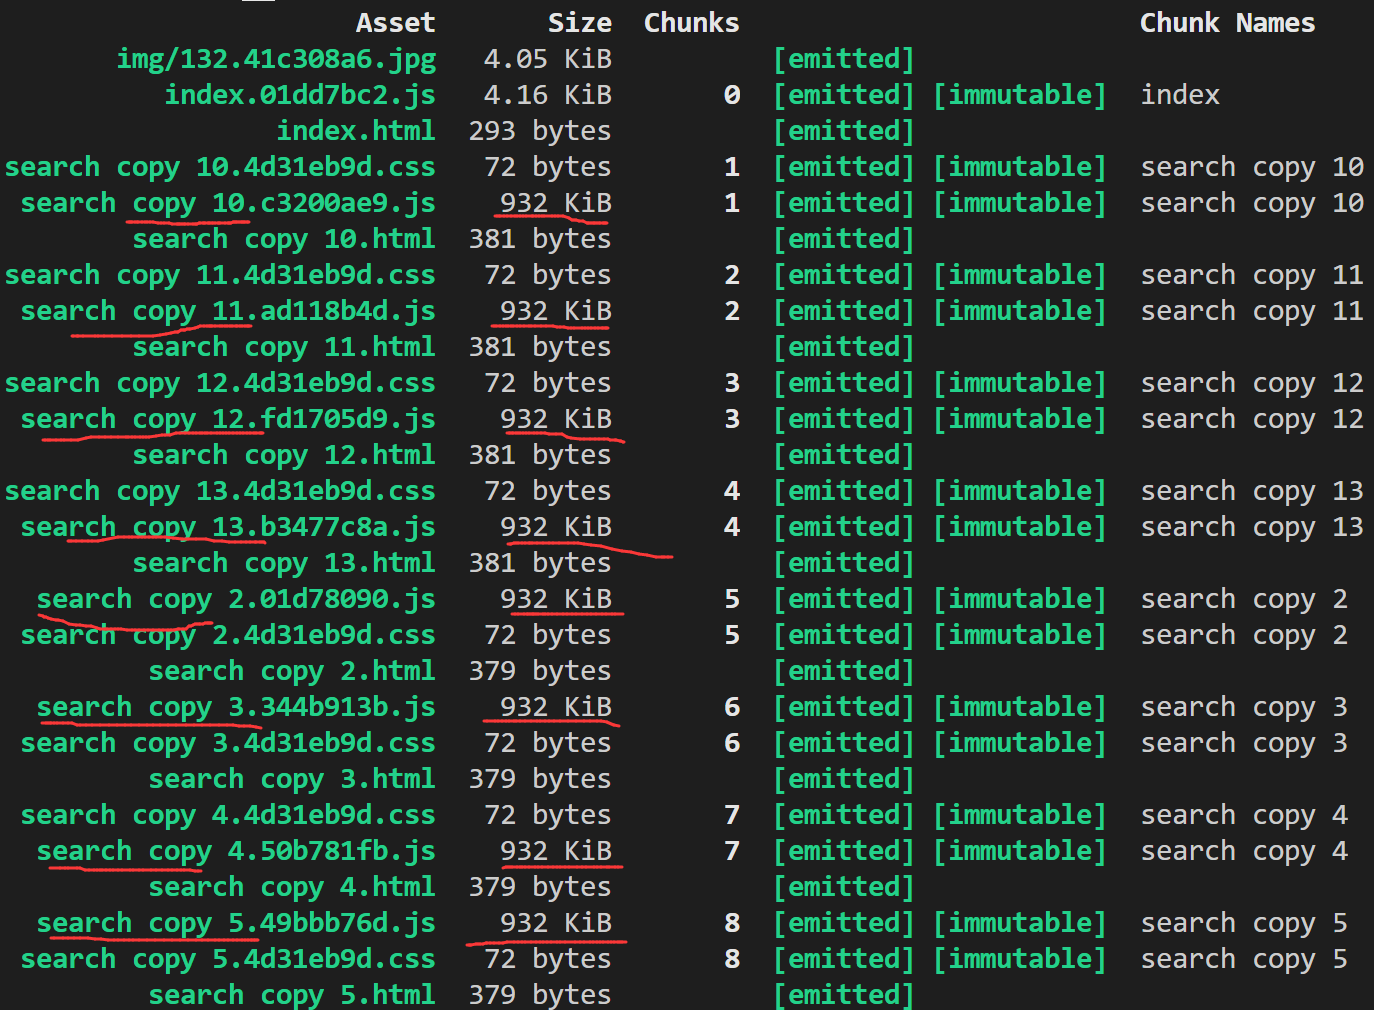 Asset Size Chunks Chunk Names
img/132.41c308a6.jpg 4.05 KiB [emitted]
index.01dd7bc2.js 4.16 KiB 0 [emitted] [immutable] index
index.html 293 bytes [emitted]
search copy 10.4d31eb9d.css 72 bytes 1 [emitted] [immutable] search copy 10
search copy 10.c3200ae9.js 932 KiB 1 [emitted] [immutable] search copy 10
search copy 10.html 381 bytes [emitted]
search copy 11.4d31eb9d.css 72 bytes 2 [emitted] [immutable] search copy 11
search copy 11.ad118b4d.js 932 KiB 2 [emitted] [immutable] search copy 11
search copy 11.html 381 bytes [emitted]
search copy 12.4d31eb9d.css 72 bytes 3 [emitted] [immutable] search copy 12
search copy 12.fd1705d9.js 932 KiB 3 [emitted] [immutable] search copy 12
search copy 12.html 381 bytes [emitted]
search copy 13.4d31eb9d.css 72 bytes 4 [emitted] [immutable] search copy 13
search copy 13.b3477c8a.js 932 KiB 4 [emitted] [immutable] search copy 13
search copy 13.html 381 bytes [emitted]
search copy 2.01d78090.js 932 KiB 5 [emitted] [immutable] search copy 2
search copy 2.4d31eb9d.css 72 bytes 5 [emitted] [immutable] search copy 2
search copy 2.html 379 bytes [emitted]
search copy 3.344b913b.js 932 KiB 6 [emitted] [immutable] search copy 3
search copy 3.4d31eb9d.css 72 bytes 6 [emitted] [immutable] search copy 3
search copy 3.html 379 bytes [emitted]
search copy 4.4d31eb9d.css 72 bytes 7 [emitted] [immutable] search copy 4
search copy 4.50b781fb.js 932 KiB 7 [emitted] [immutable] search copy 4
search copy 4.html 379 bytes [emitted]
search copy 5.49bbb76d.js 932 KiB 8 [emitted] [immutable] search copy 5
search copy 5.4d31eb9d.css 72 bytes 8 [emitted] [immutable] search copy 5
search copy 5.html 379 bytes [emitted]